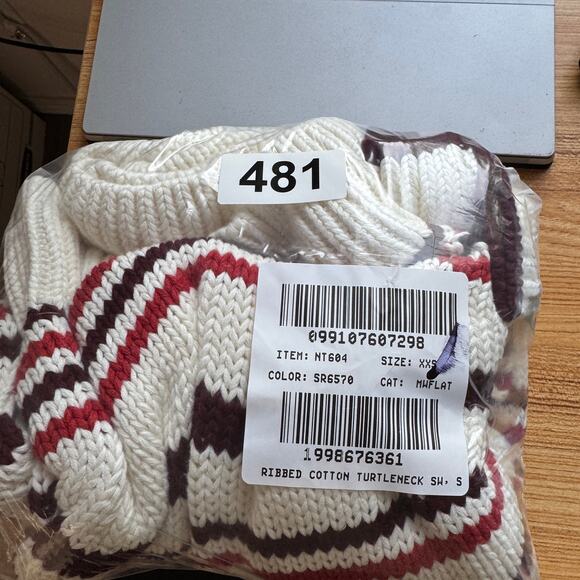 481
099107607298
ITEM: NT604 SIZE: XXS
COLOR: SR6570 CAT: MWFLAT
1998676361
RIBBED COTTON TURTLENECK SW, S